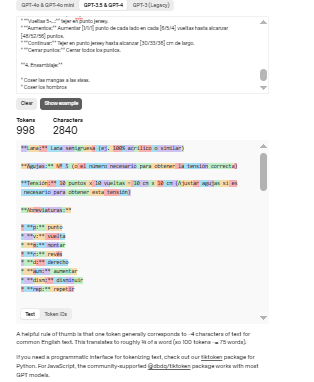 GPT-4o & GPT-4o mini GPT-3.5 & GPT-4 GPT-3 (Legacy)
**Vueltas 5-...:** Tejer en punto jersey.
* **Aumentos:** Aumentar [1/1/1] punto de cada lado en cada [8/6/4] vueltas hasta alcanzar
[48/52/56] puntos.
* **Continuar:** Tejer en punto jersey hasta alcanzar [30/33/36] cm de largo.
* **Cerrar puntos:** Cerrar todos los puntos.
**4. Ensamblaje:**
* Coser las mangas a las sisas.
* Coser los hombros
Clear Show example
Tokens Characters
998 2840
**Lana:** Lana semigruesa (ej. 100% acrílico o similar)
**Agujas:** Nº 5 (o el número necesario para obtener la tensión correcta)
**Tensión:** 10 puntos x 10 vueltas = 10 cm x 10 cm (Ajustar agujas si es
necesario para obtener esta tensión)
**Abreviaturas:**
* **p:** punto
* **v:** vuelta
* **m:** montar
* **r:** revés
* **d:** derecho
* **aum:** aumentar
* **dism:** disminuir
* **rep:** repetir
Text Token IDs
A helpful rule of thumb is that one token generally corresponds to ~4 characters of text for
common English text. This translates to roughly ¾ of a word (so 100 tokens ~= 75 words).
If you need a programmatic interface for tokenizing text, check out our tiktoken package for
Python. For JavaScript, the community-supported @dbdq/tiktoken package works with most
GPT models.